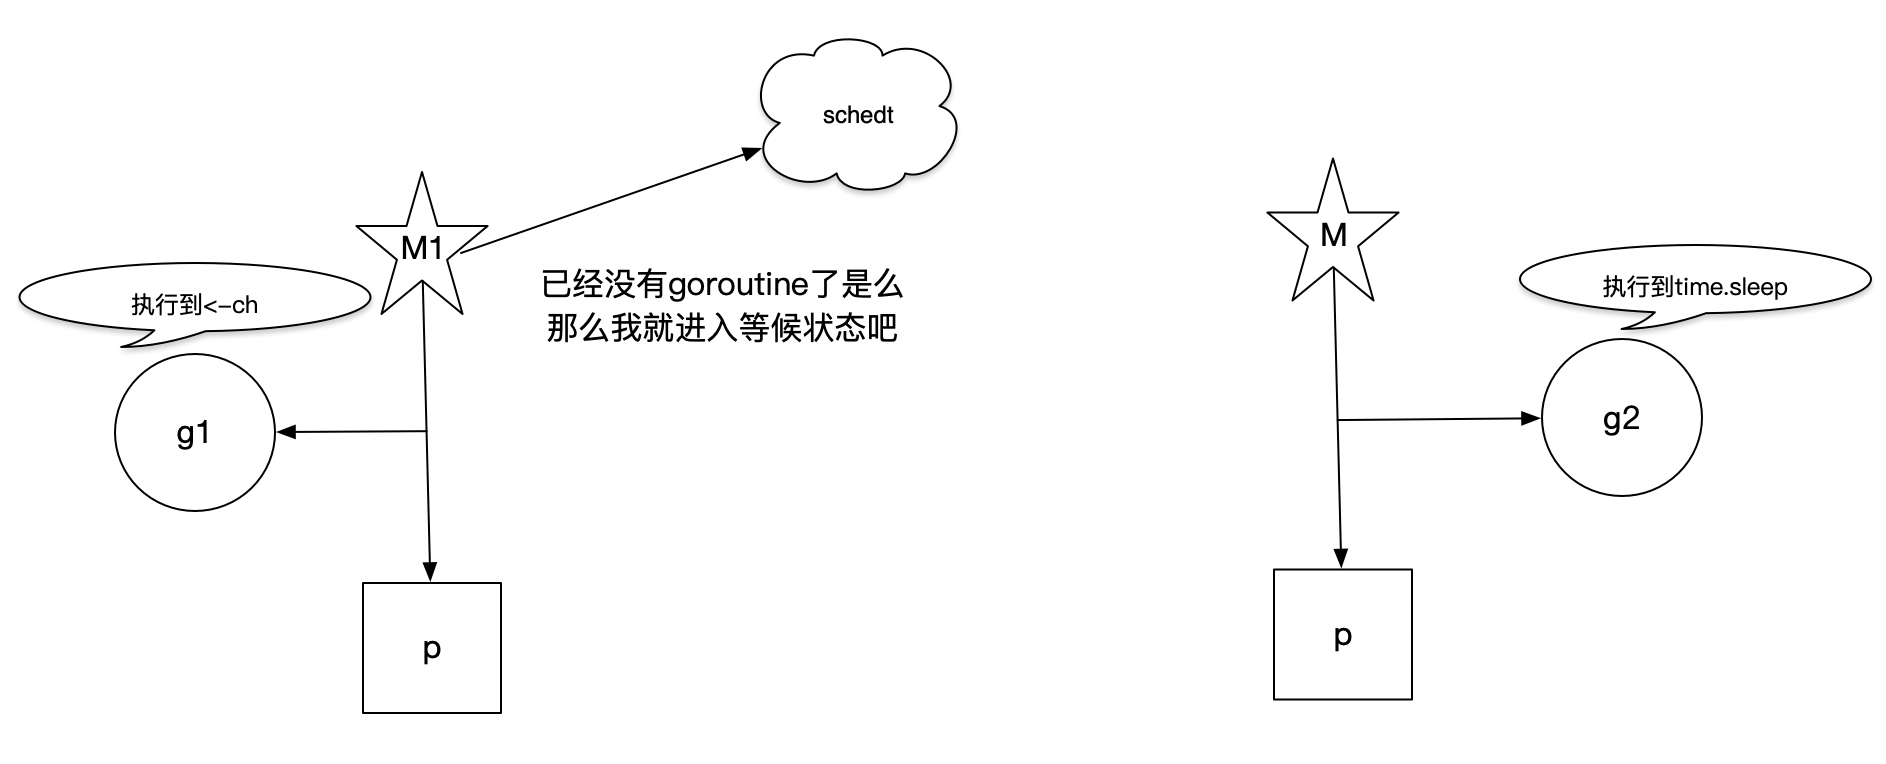 schedt
M1
M
已经没有goroutine了是么
那么我就进入等候状态吧
执行到<-ch
执行到time.sleep
g1
g2
p
p